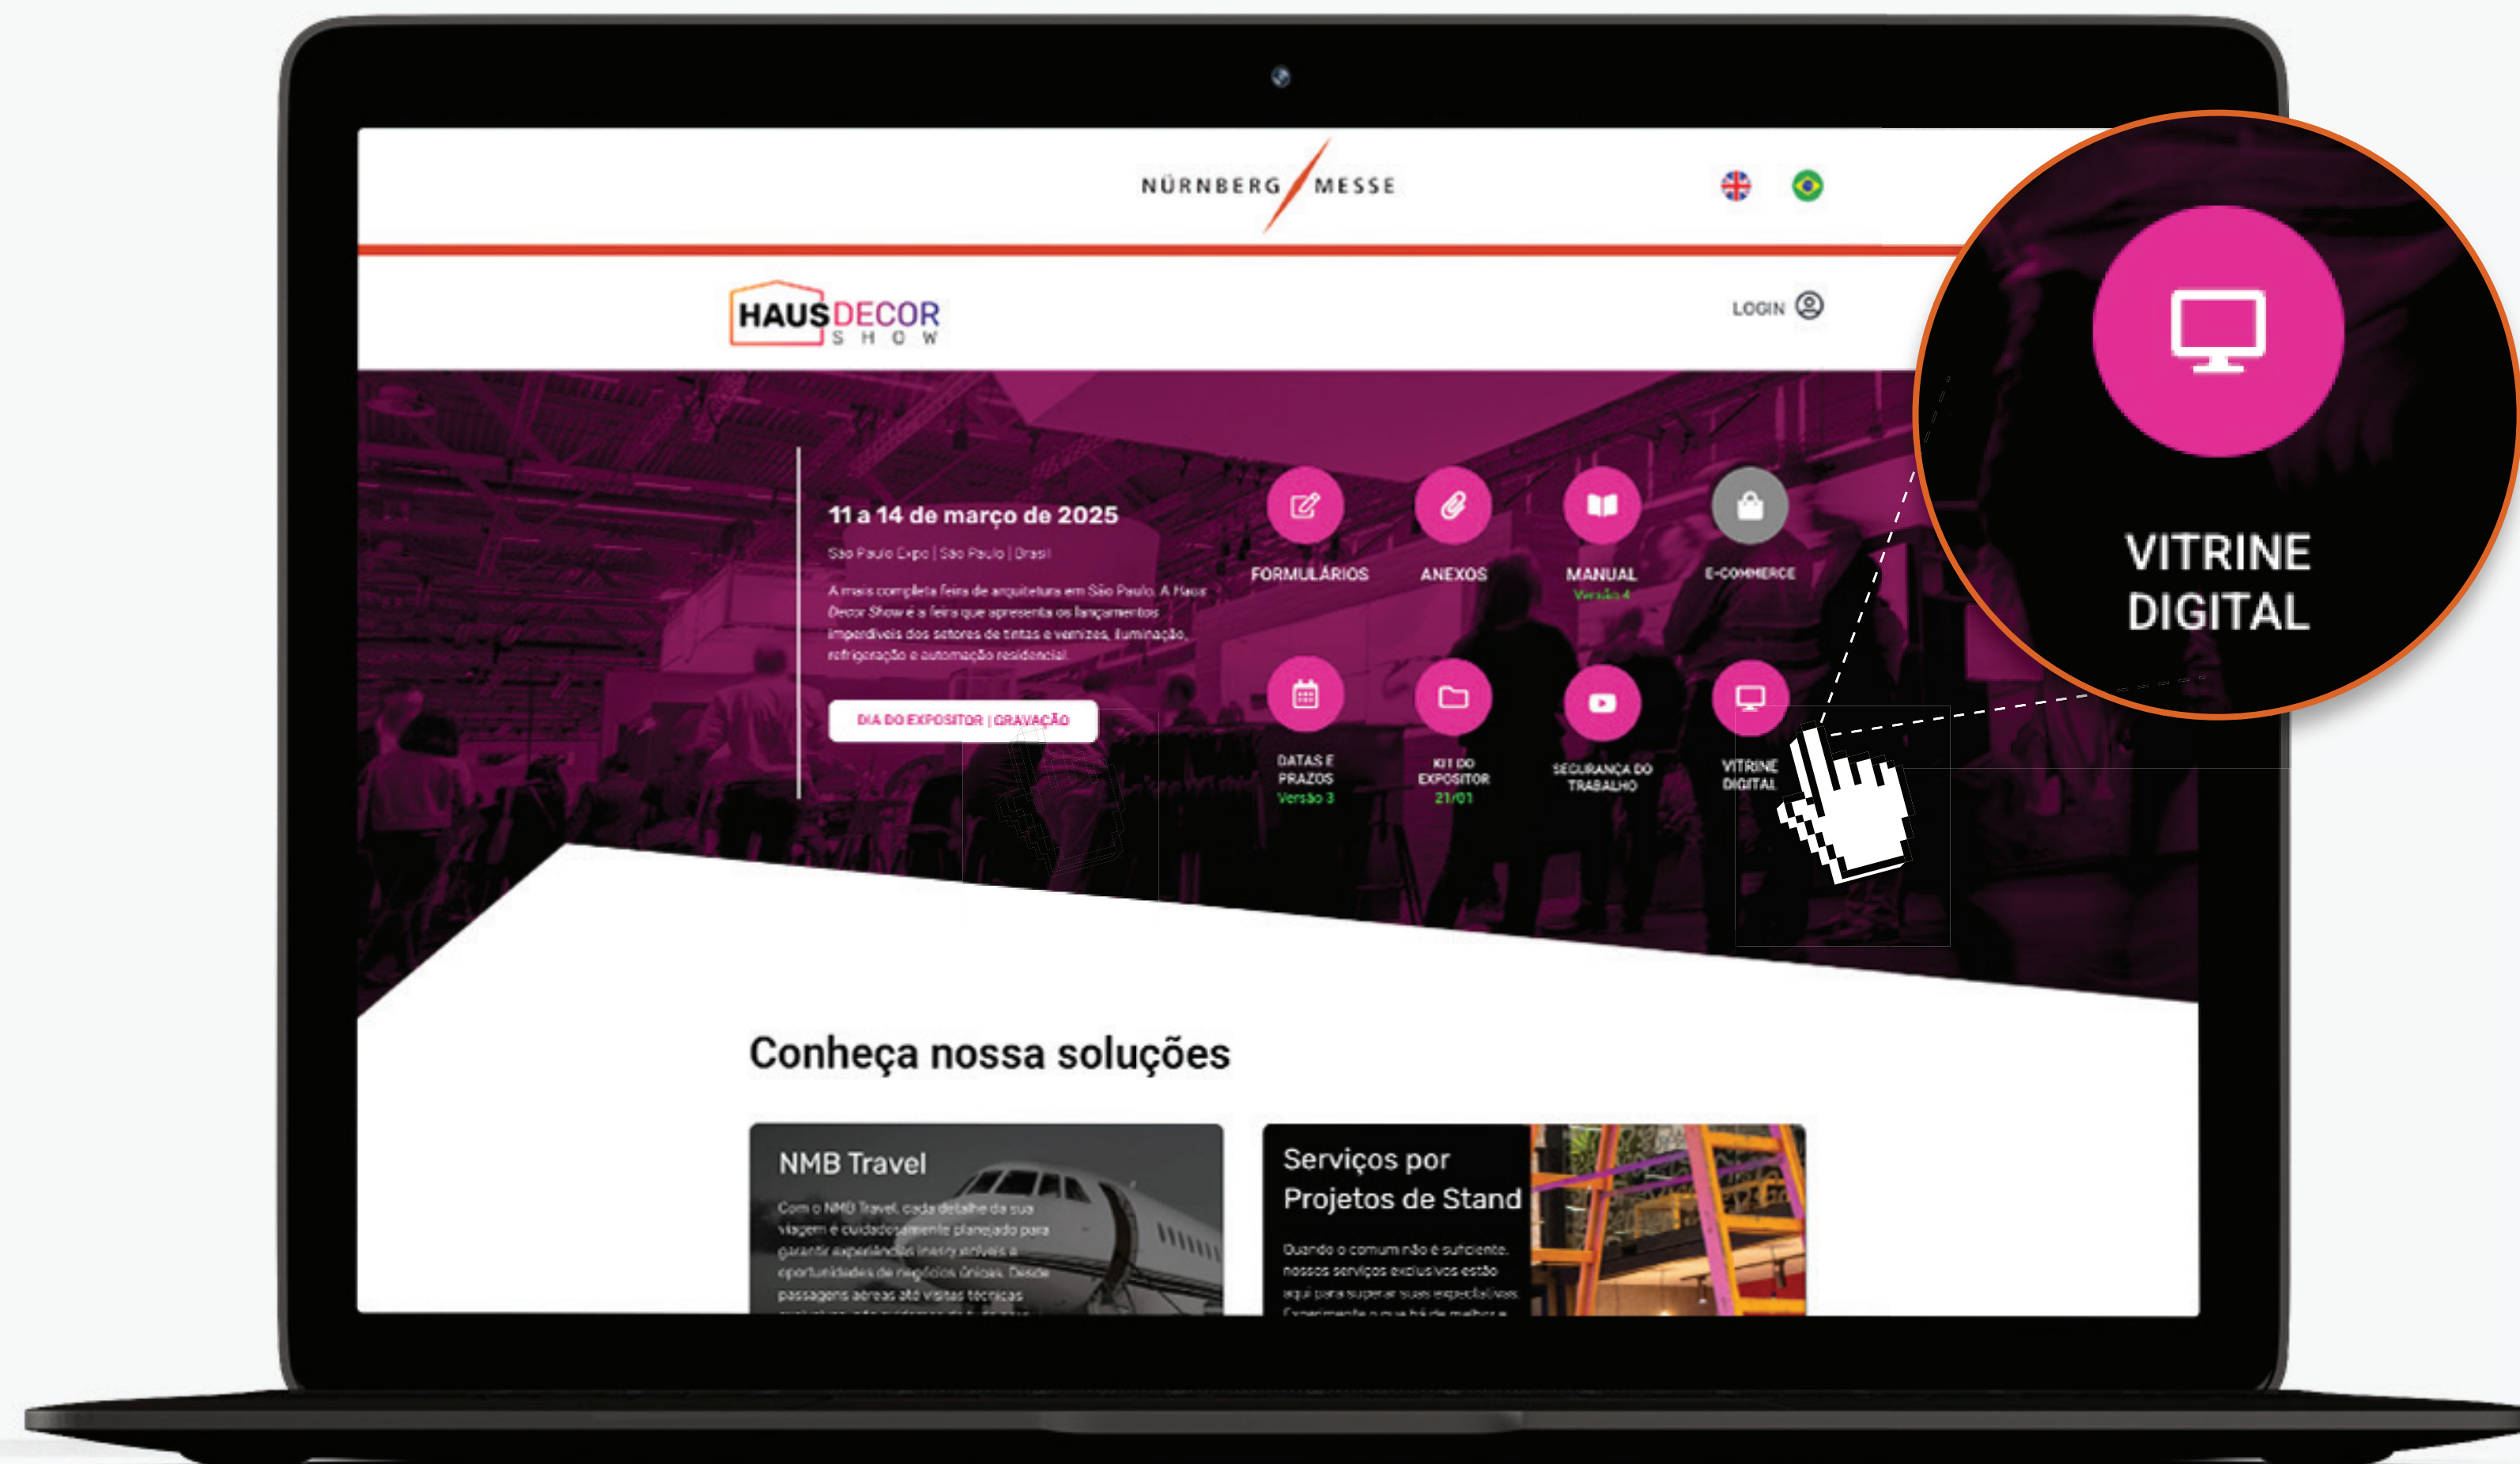 NÜRNBERG MESSE
HAUSDECOR
SHOW
LOGIN
11 a 14 de março de 2025
São Paulo Expo | São Paulo | Brasil
A mais completa feira de arquitetura em São Paulo. A Haus
Decor Show é a feira que apresenta os lançamentos
imperdíveis dos setores de tintas e vernizes, iluminação,
refrigeração e automação residencial.
DIA DO EXPOSITOR | GRAVAÇÃO
FORMULÁRIOS
ANEXOS
MANUAL
Versão 4
E-COMMERCE
DATAS E
PRAZOS
Versão 3
KIT DO
EXPOSITOR
21/01
SEGURANÇA DO
TRABALHO
VITRINE
DIGITAL
VITRINE
DIGITAL
Conheça nossa soluções
NMB Travel
Com o NMB Travel, cada detalhe da sua
viagem é cuidadosamente planejado para
garantir experiências inesquecíveis e
oportunidades de negócios únicas. Desde
passagens aéreas até visitas técnicas
Serviços por
Projetos de Stand
Quando o comum não é suficiente,
nossos serviços exclusivos estão
aqui para superar suas expectativas.
Experimente o que há de melhor e